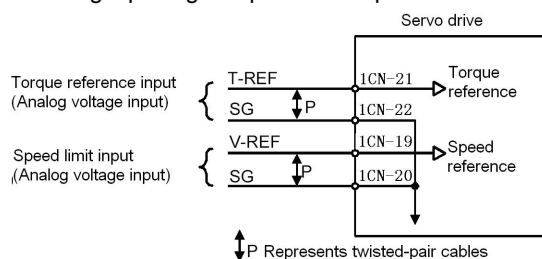 Servo drive
Torque reference input
(Analog voltage input)
T-REF
1CN-21
Torque
reference
P
SG
1CN-22
Speed limit input
(Analog voltage input)
V-REF
1CN-19
Speed
reference
P
SG
1CN-20
P Represents twisted-pair cables